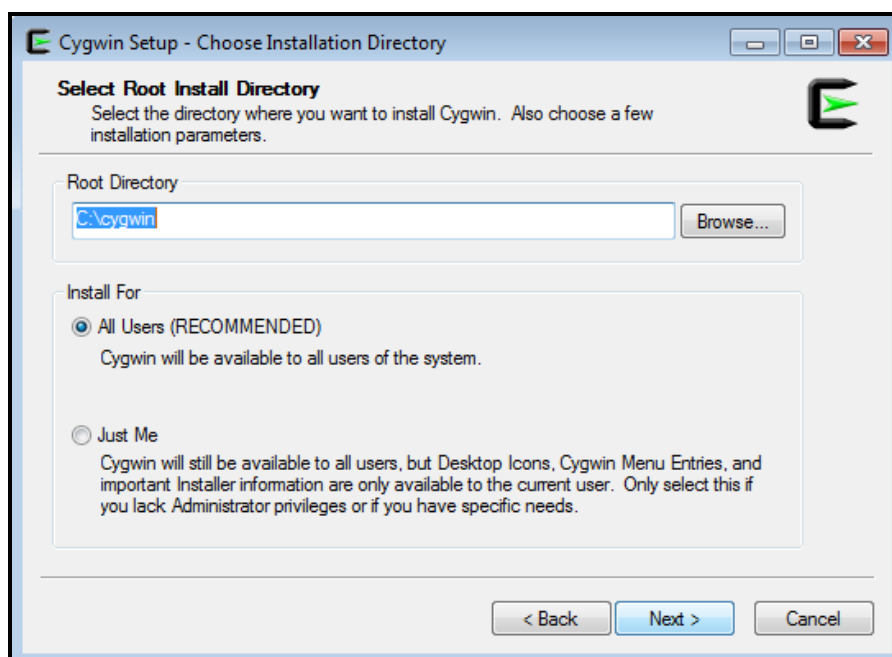 Cygwin Setup - Choose Installation Directory
Select Root Install Directory
Select the directory where you want to install Cygwin. Also choose a few
installation parameters.
Root Directory
C:\cygwin
Browse...
Install For
All Users (RECOMMENDED)
Cygwin will be available to all users of the system.
Just Me
Cygwin will still be available to all users, but Desktop Icons, Cygwin Menu Entries, and
important Installer information are only available to the current user. Only select this if
you lack Administrator privileges or if you have specific needs.
< Back
Next >
Cancel